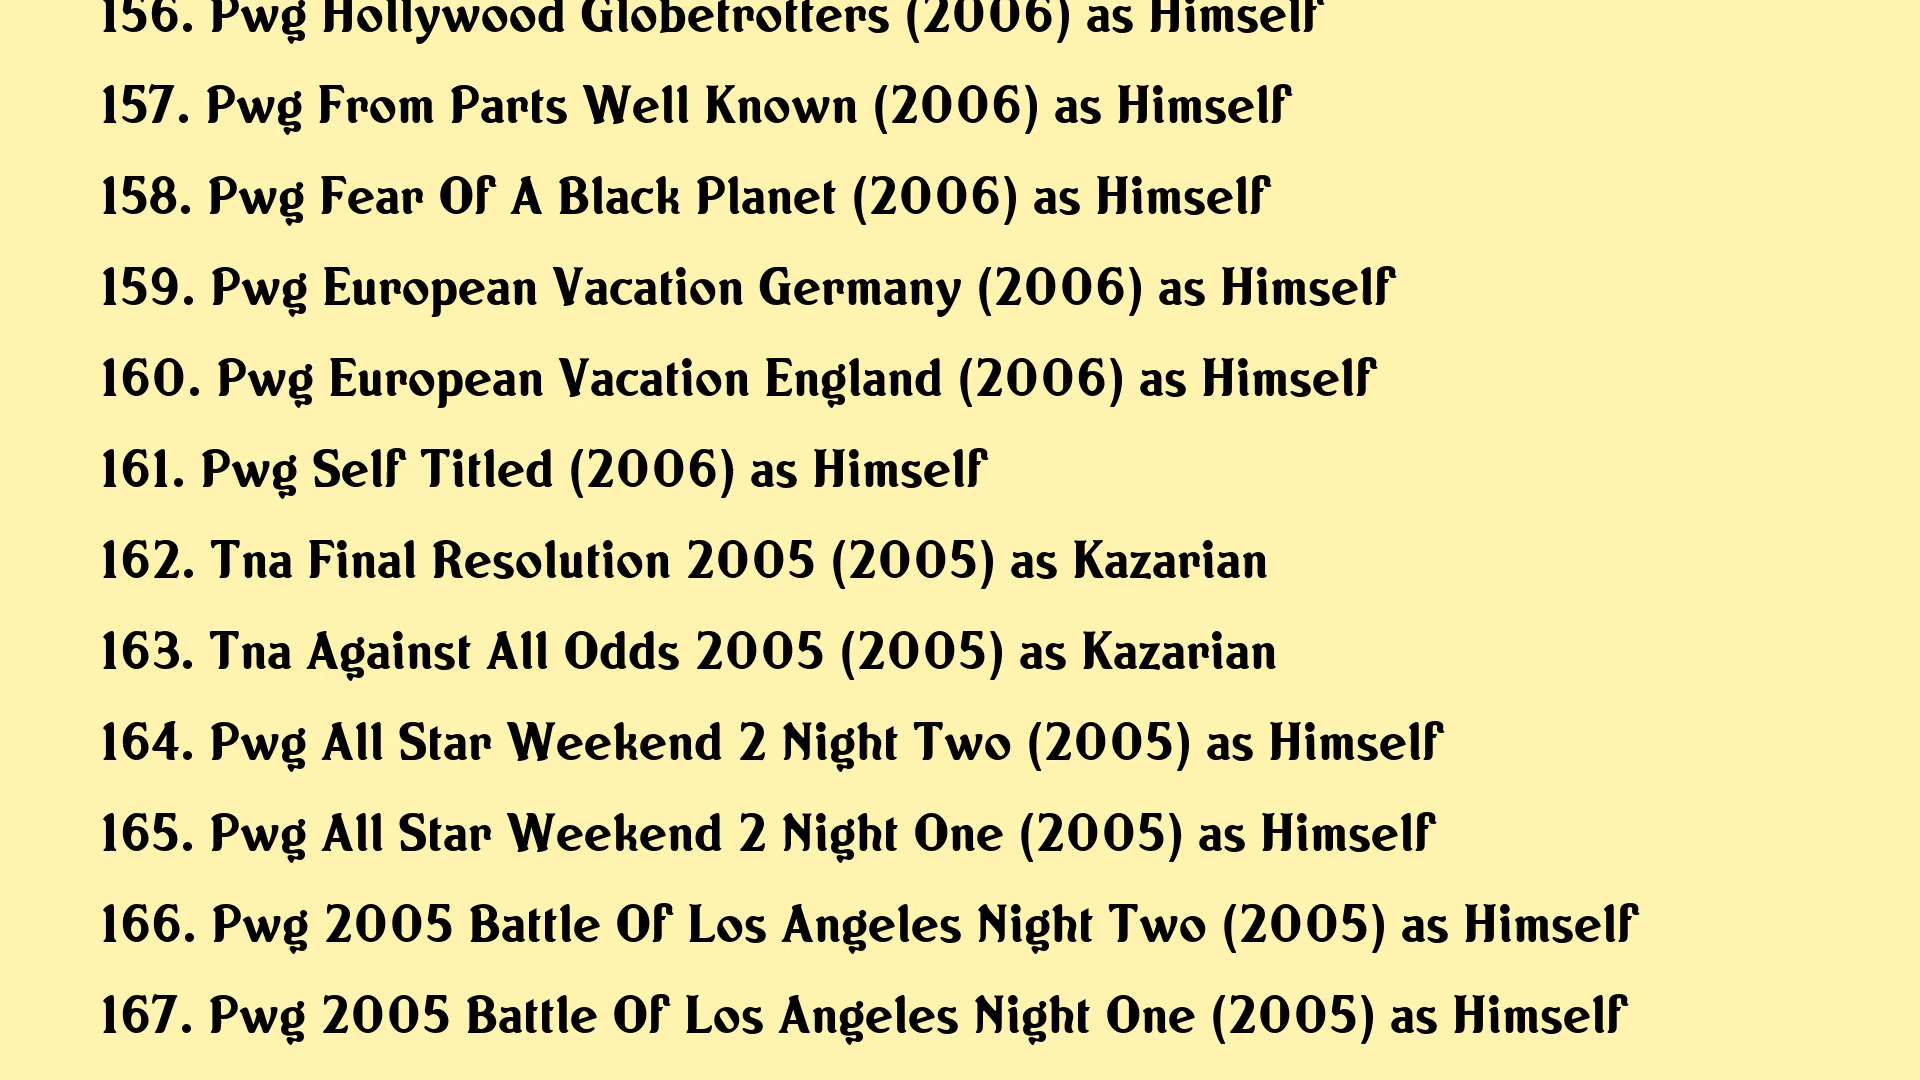 156. Pwg Hollywood Globetrotters (2006) as Himself
157. Pwg From Parts Well Known (2006) as Himself
158. Pwg Fear Of A Black Planet (2006) as Himself
159. Pwg European Vacation Germany (2006) as Himself
160. Pwg European Vacation England (2006) as Himself
161. Pwg Self Titled (2006) as Himself
162. Tna Final Resolution 2005 (2005) as Kazarian
163. Tna Against All Odds 2005 (2005) as Kazarian
164. Pwg All Star Weekend 2 Night Two (2005) as Himself
165. Pwg All Star Weekend 2 Night One (2005) as Himself
166. Pwg 2005 Battle Of Los Angeles Night Two (2005) as Himself
167. Pwg 2005 Battle Of Los Angeles Night One (2005) as Himself